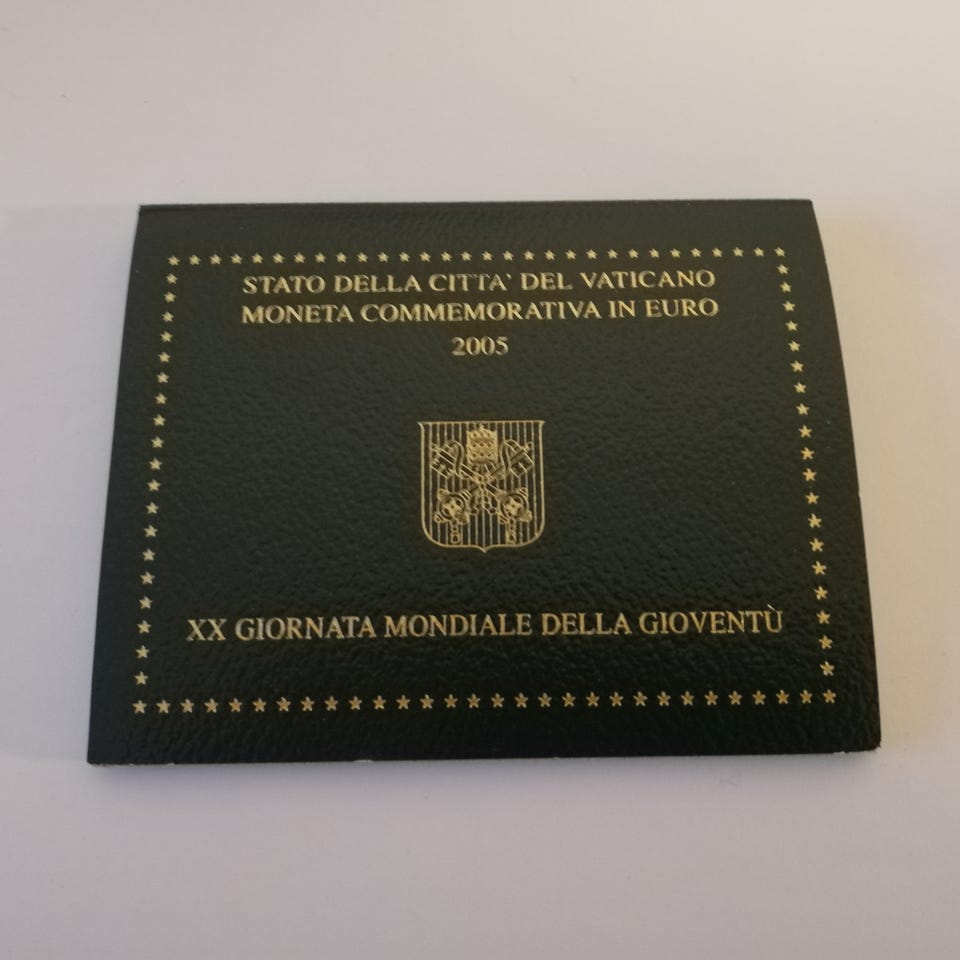 STATO DELLA CITTA' DEL VATICANO
MONETA COMMEMORATIVA IN EURO
2005
XX GIORNATA MONDIALE DELLA GIOVENTÙ